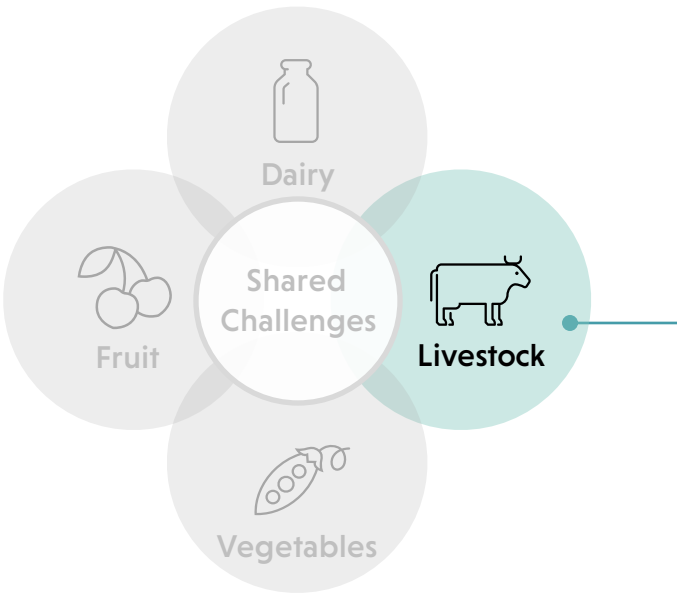 Dairy
Shared
Challenges
Fruit
Livestock
Vegetables